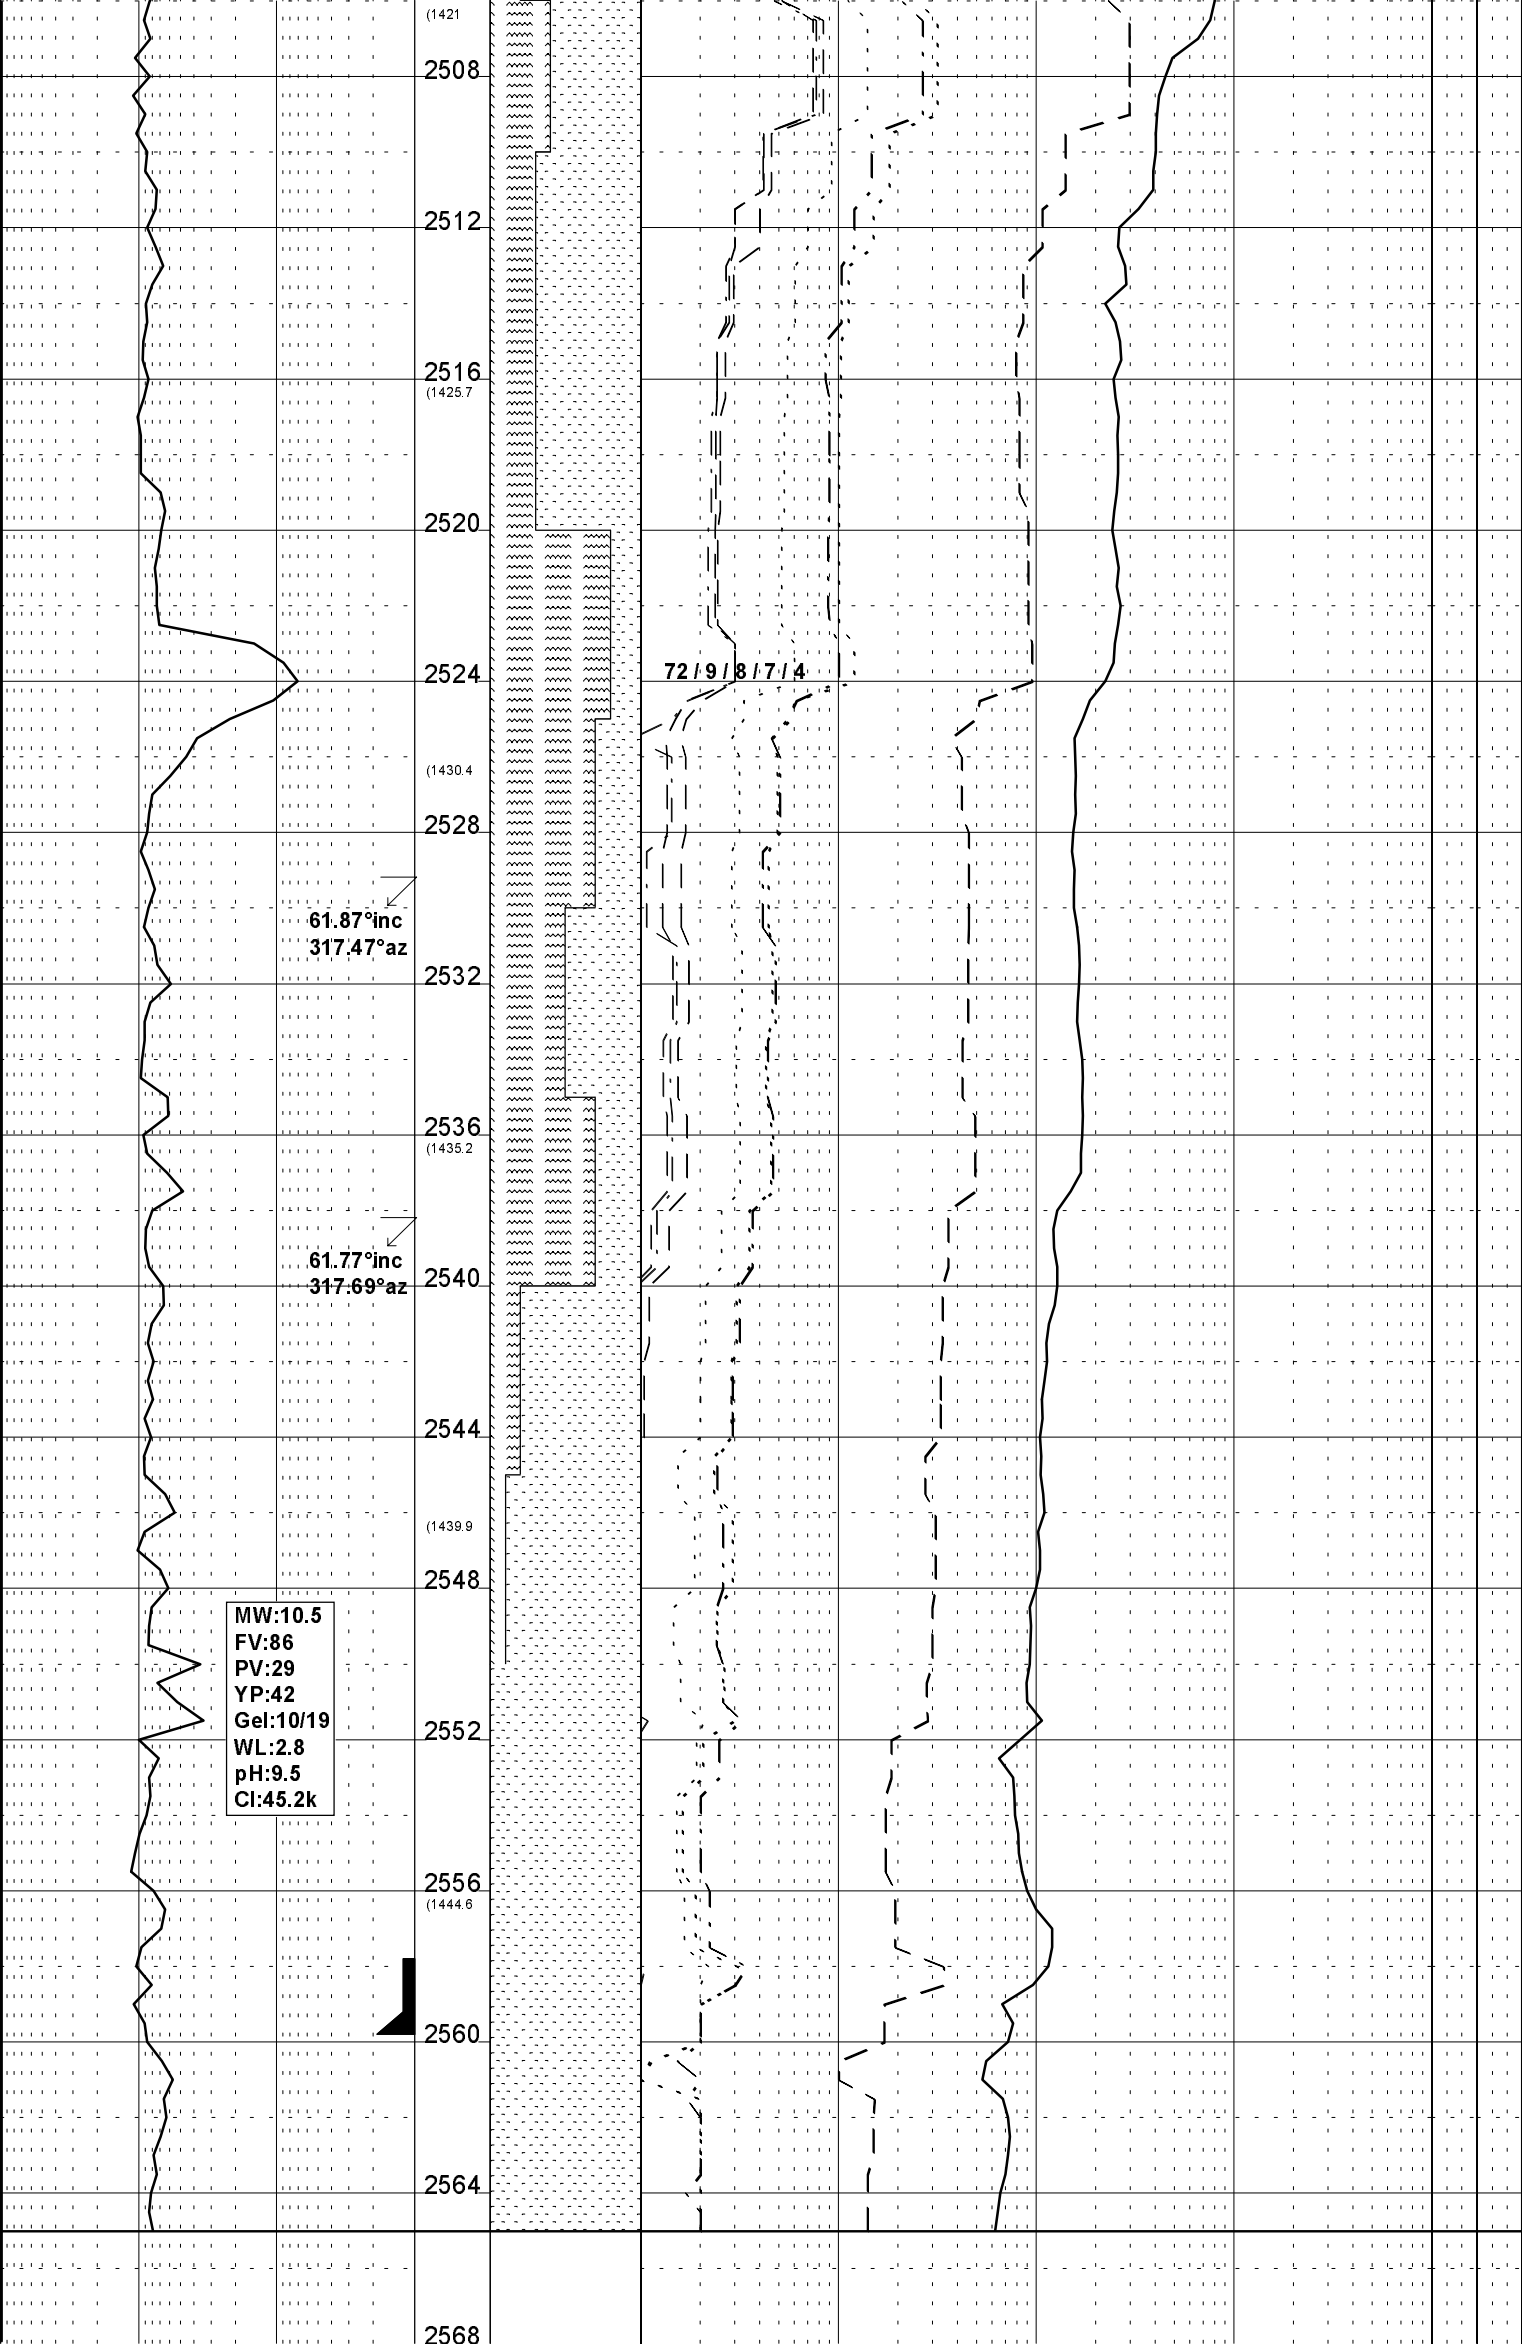 (1421
2508
2512
2516
(1425.7
2520
72 / 9 / 8 / 7 / 4
2524
(1430.4
2528
61.87°inc
317.47°az
2532
2536
(1435.2
61.77°inc
317.69°az
2540
2544
(1439.9
2548
MW:10.5
FV:86
PV:29
YP:42
Gel:10/19
WL:2.8
pH:9.5
Cl:45.2k
2552
2556
(1444.6
2560
2564
2568